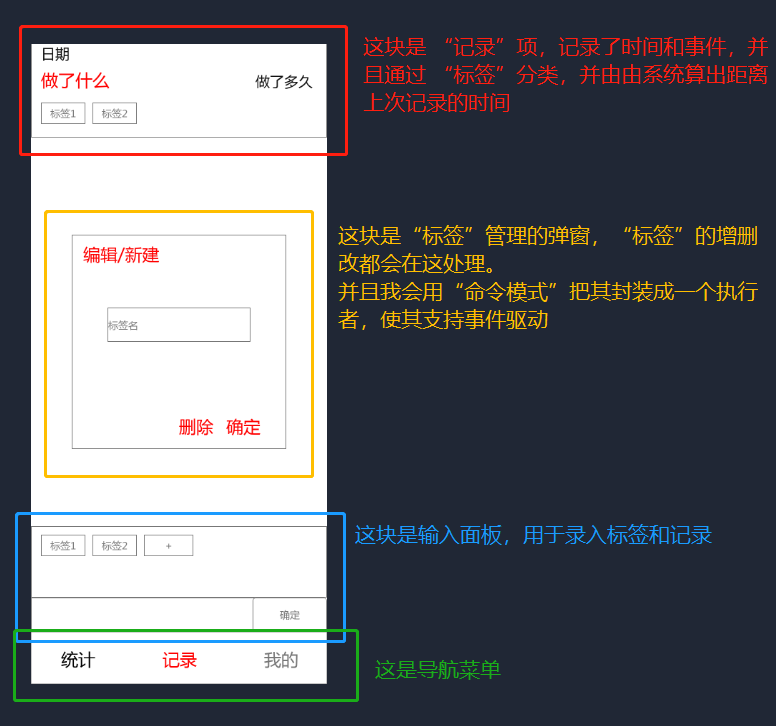 日期
做了什么
做了多久
标签1 标签2
这块是 “记录”项，记录了时间和事件，并
且通过 “标签”分类，并由由系统算出距离
上次记录的时间
编辑/新建
标签名
删除 确定
这块是“标签”管理的弹窗，“标签”的增删
改都会在这处理。
并且我会用“命令模式”把其封装成一个执行
者，使其支持事件驱动
标签1 标签2 +
确定
这块是输入面板，用于录入标签和记录
统计 记录 我的
这是导航菜单